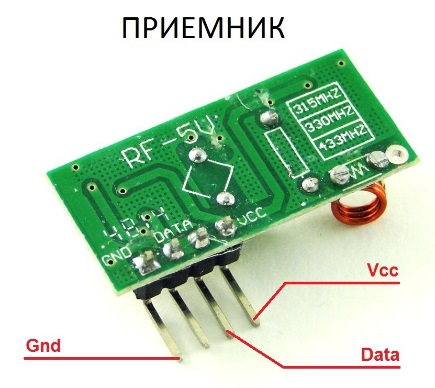 ПРИЕМНИК
315MHZ
330MHZ
433MHZ
RF-5V
GND
DATA
VCC
Vcc
Gnd
Data